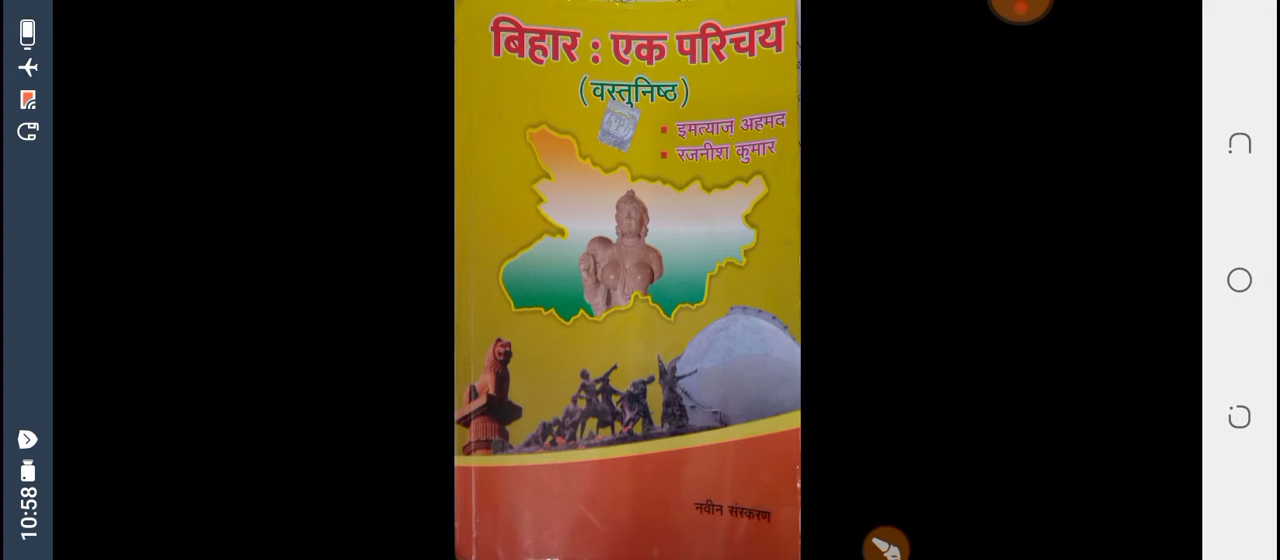 बिहार : एक परिचय
(वस्तुनिष्ठ)
▪ इमत्याज़ अहमद
▪ रजनीश कुमार
नवीन संस्करण
10:58